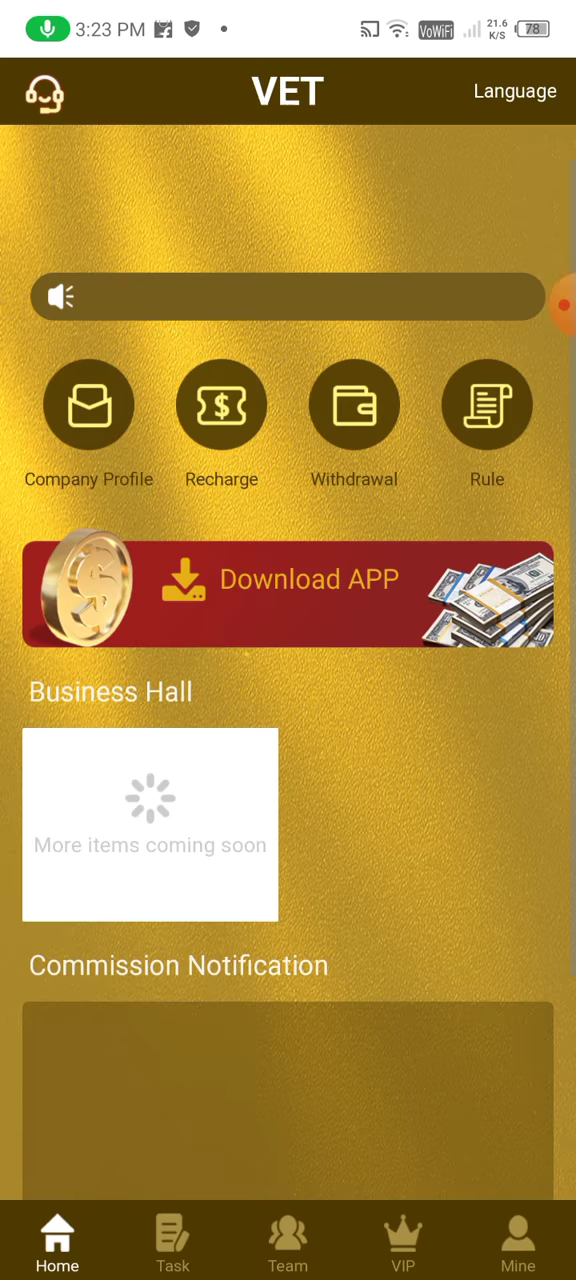 3:23 PM
VoWiFi
21.6
K/S
78
VET
Language
Company Profile
Recharge
Withdrawal
Rule
Download APP
Business Hall
More items coming soon
Commission Notification
Home
Task
Team
VIP
Mine